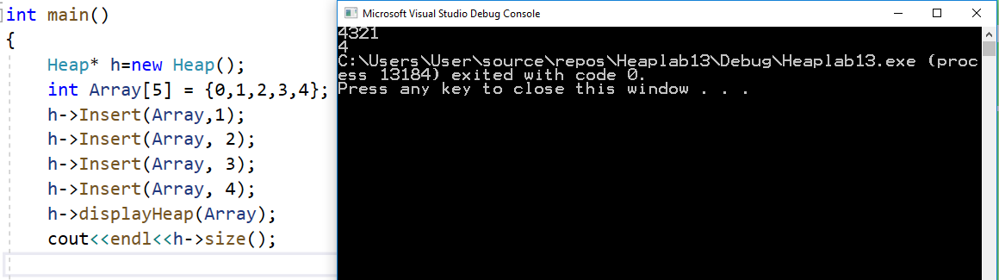 int main()
{
Heap* h=new Heap();
int Array[5] = {0,1,2,3,4};
h->Insert(Array,1);
h->Insert(Array, 2);
h->Insert(Array, 3);
h->Insert(Array, 4);
h->displayHeap(Array);
cout<<endl<<h->size();
Microsoft Visual Studio Debug Console
4321
4
C:\Users\User\source\repos\Heaplab13\Debug\Heaplab13.exe (proc
ess 13184) exited with code 0.
Press any key to close this window . . .